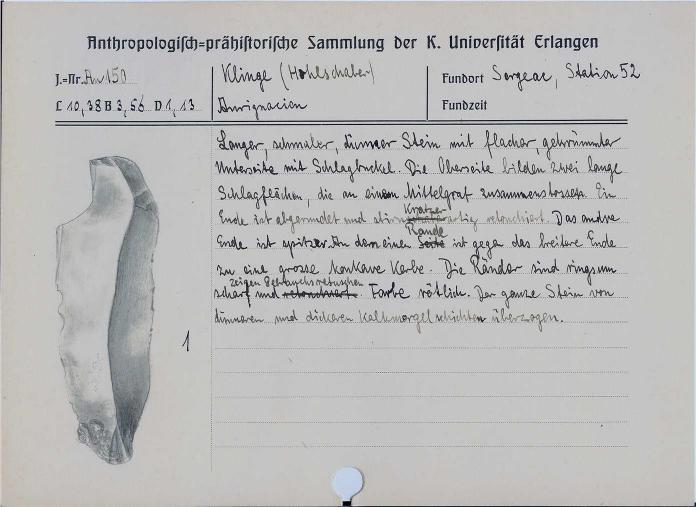 Anthropologisch=prähistorische Sammlung der K. Universität Erlangen
J.=Nr. Au 150
Klinge (Hohlschaber)
Fundort Sergeac, Station 52
L 10,38 B 3,56 D 1,13
Aurignacien
Fundzeit
Langer, schmaler, dünner Stein mit flacher, gekrümmter
Unterseite mit Schlagbuckel. Die Oberseite bilden zwei lange
Schlagflächen, die an einem Mittelgrat zusammenstossen. Ein
Kratzer
Ende ist abgerundet und artig retouchiert. Das andere
Rande
Ende ist spitzer. An dem einen Seite ist gegen das breitere Ende
zu eine grosse konkave Kerbe. Die Ränder sind ringsum
zeigen Gebrauchsretuschen
scharf und retouchiert. Farbe rötlich. Der ganze Stein von
dünneren und dickeren Kalkmergelschichten überzogen.
1